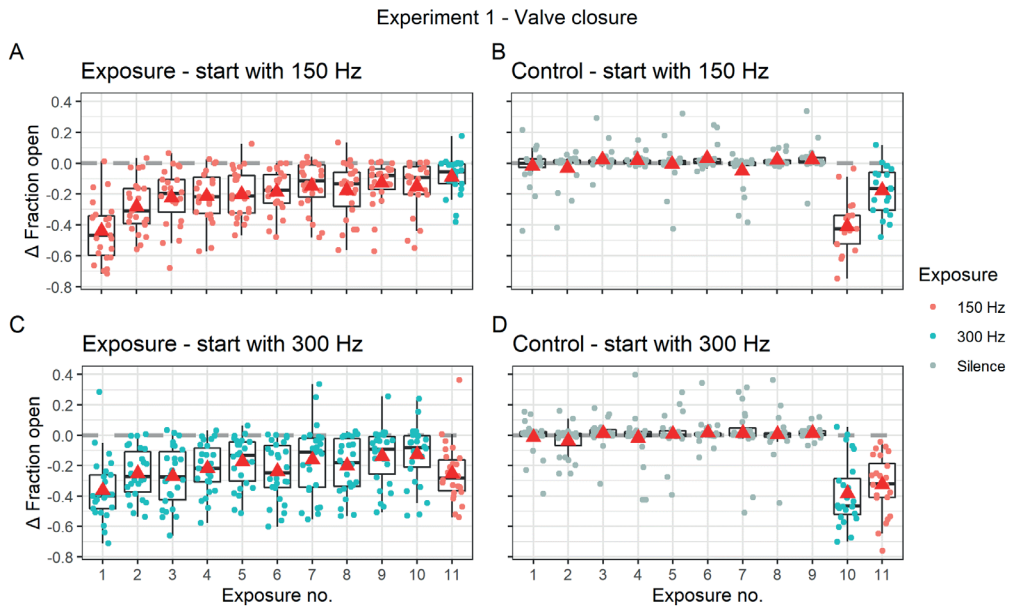 Experiment 1 - Valve closure
A
Exposure - start with 150 Hz
Δ Fraction open
0.4
0.2
0.0
-0.2
-0.4
-0.6
-0.8
B
Control - start with 150 Hz
C
Exposure - start with 300 Hz
Δ Fraction open
0.4
0.2
0.0
-0.2
-0.4
-0.6
-0.8
1 2 3 4 5 6 7 8 9 10 11
Exposure no.
D
Control - start with 300 Hz
1 2 3 4 5 6 7 8 9 10 11
Exposure no.
Exposure
150 Hz
300 Hz
Silence